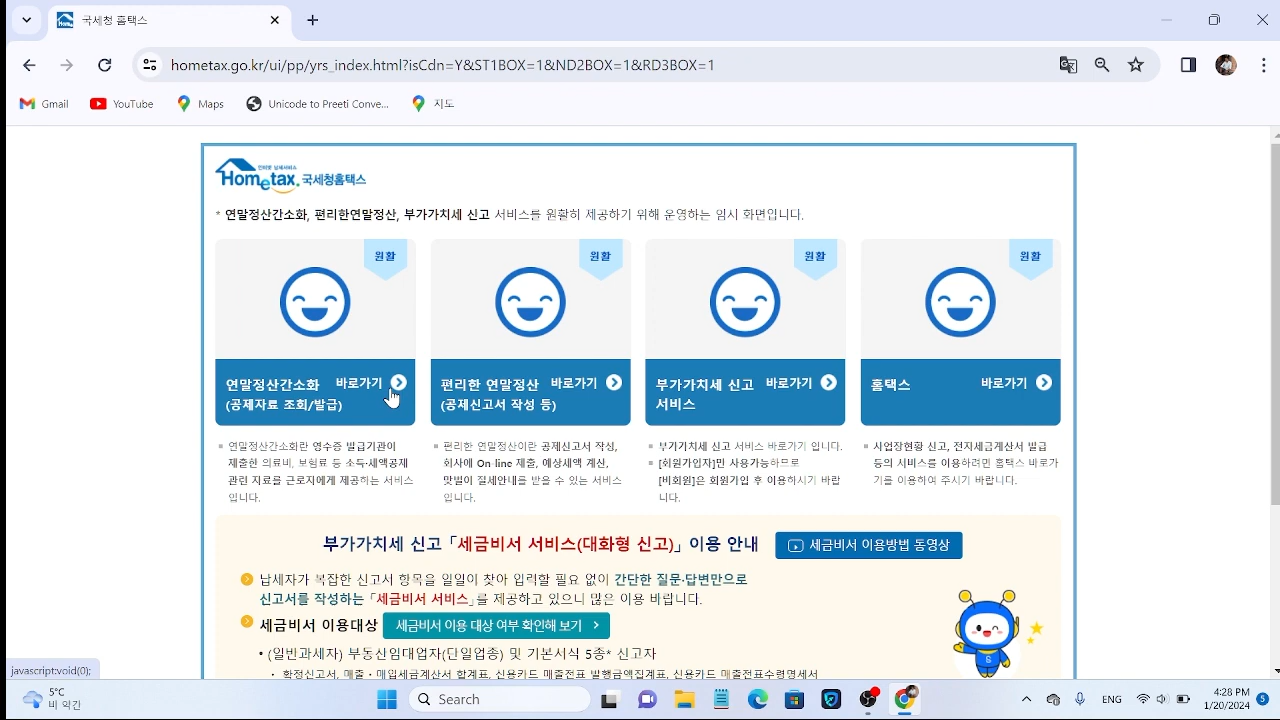 국세청 홈택스
hometax.go.kr/ui/pp/yrs_index.html?isCdn=Y&ST1BOX=1&ND2BOX=1&RD3BOX=1
Gmail YouTube Maps Unicode to Preeti Conve... 지도
Hometax. 국세청홈택스
* 연말정산간소화, 편리한연말정산, 부가가치세 신고 서비스를 원활히 제공하기 위해 운영하는 임시 화면입니다.
원활 원활 원활 원활
연말정산간소화 바로가기
(공제자료 조회/발급)
편리한 연말정산 바로가기
(공제신고서 작성 등)
부가가치세 신고 바로가기
서비스
홈택스 바로가기
연말정산간소화란 영수증 발급기관이
제출한 의료비, 보험료 등 소득·세액공제
관련 자료를 근로자에게 제공하는 서비스
입니다.
편리한 연말정산이란 공제신고서 작성,
회사에 On-line 제출, 예상세액 계산,
맞벌이 절세안내를 받을 수 있는 서비스
입니다.
부가가치세 신고 서비스 바로가기 입니다.
[회원가입자]만 사용가능하므로
[비회원]은 회원가입 후 이용하시기 바랍
니다.
사업장현황 신고, 전자세금계산서 발급
등의 서비스를 이용하려면 홈택스 바로가
기를 이용하여 주시기 바랍니다.
부가가치세 신고 「세금비서 서비스(대화형 신고)」 이용 안내 세금비서 이용방법 동영상
납세자가 복잡한 신고서 항목을 일일이 찾아 입력할 필요 없이 간단한 질문·답변만으로
신고서를 작성하는 「세금비서 서비스」를 제공하고 있으니 많은 이용 바랍니다.
세금비서 이용대상 세금비서 이용 대상 여부 확인해 보기 >
• (일반과세자) 부동산임대업자(단일업종) 및 기본서식 5종* 신고자
매출・매입세금계산서 합계표, 신용카드 매출전표 발행금액집계표, 신용카드 매출전표수령명세서
javascript:void(0);
5°C
비 약간
Search
ENG
4:28 PM
1/20/2024
5